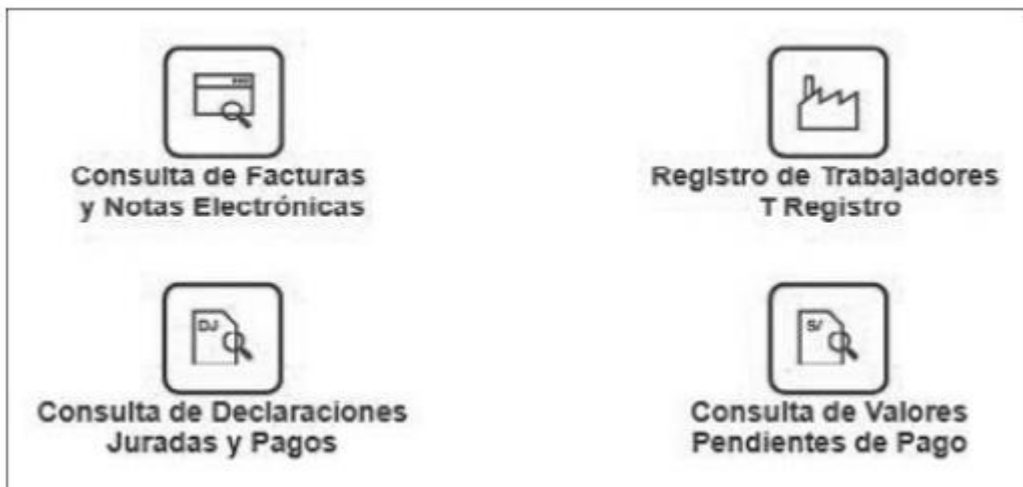 Consulta de Facturas
y Notas Electrónicas
Registro de Trabajadores
T Registro
DJ
Consulta de Declaraciones
Juradas y Pagos
S/
Consulta de Valores
Pendientes de Pago